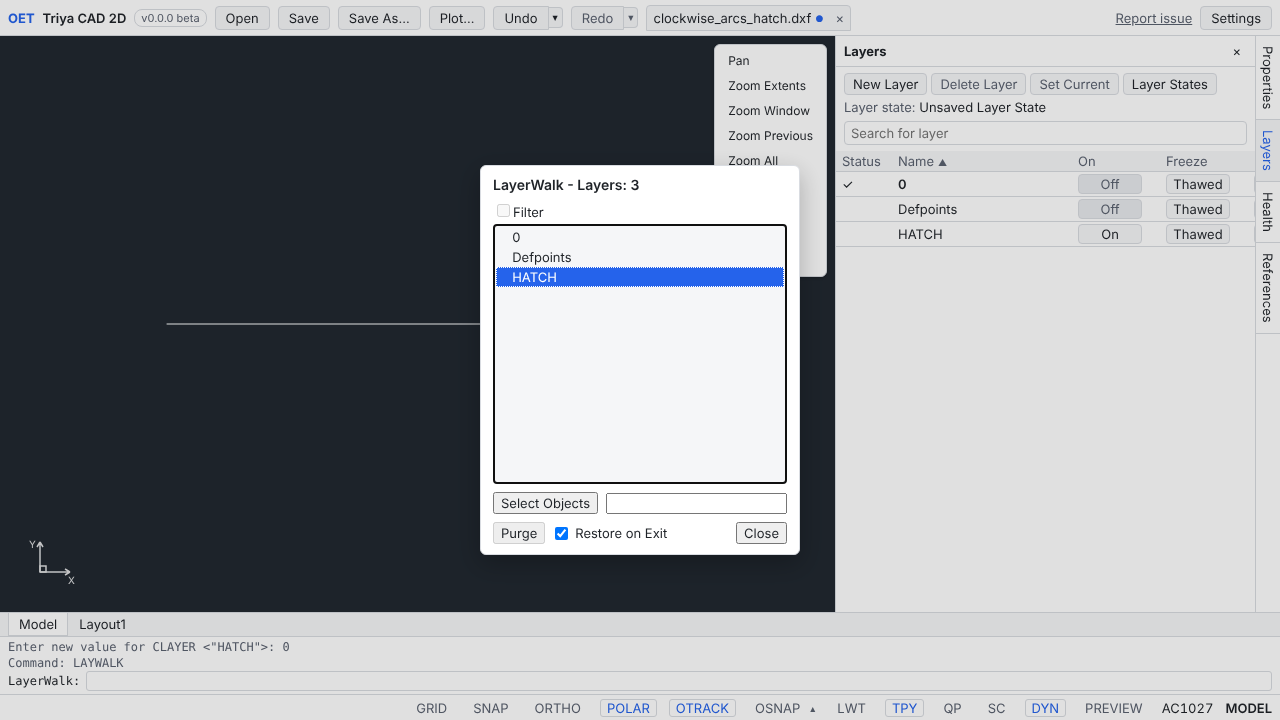 OET Triya CAD 2D v0.0.0 beta Open Save Save As... Plot... Undo ▾ Redo ▾ clockwise_arcs_hatch.dxf ● × Report issue Settings
Pan
Zoom Extents
Zoom Window
Zoom Previous
Zoom All
Layers ×
New Layer Delete Layer Set Current Layer States
Layer state: Unsaved Layer State
Search for layer
Status Name ▲ On Freeze
✓ 0 Off Thawed
Defpoints Off Thawed
HATCH On Thawed
Properties
Layers
Health
References
LayerWalk - Layers: 3
Filter
0
Defpoints
HATCH
Select Objects
Purge Restore on Exit Close
Y
X
Model Layout1
Enter new value for CLAYER <"HATCH">: 0
Command: LAYWALK
LayerWalk:
GRID SNAP ORTHO POLAR OTRACK OSNAP ▲ LWT TPY QP SC DYN PREVIEW AC1027 MODEL